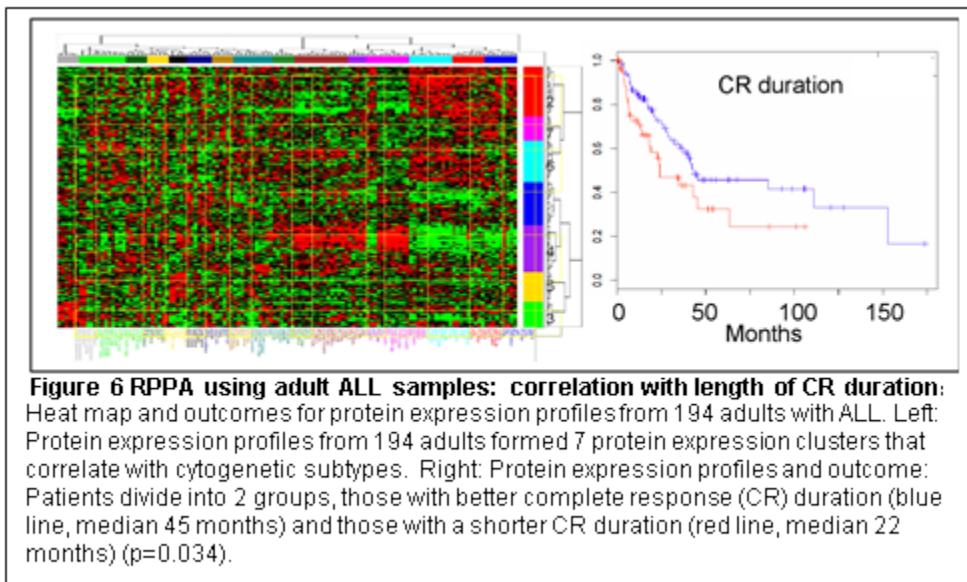 CR duration
1.0
0.8
0.6
0.4
0.2
0.0
0 50 100 150
Months
Figure 6 RPPA using adult ALL samples: correlation with length of CR duration:
Heat map and outcomes for protein expression profiles from 194 adults with ALL. Left:
Protein expression profiles from 194 adults formed 7 protein expression clusters that
correlate with cytogenetic subtypes. Right: Protein expression profiles and outcome:
Patients divide into 2 groups, those with better complete response (CR) duration (blue
line, median 45 months) and those with a shorter CR duration (red line, median 22
months) (p=0.034).